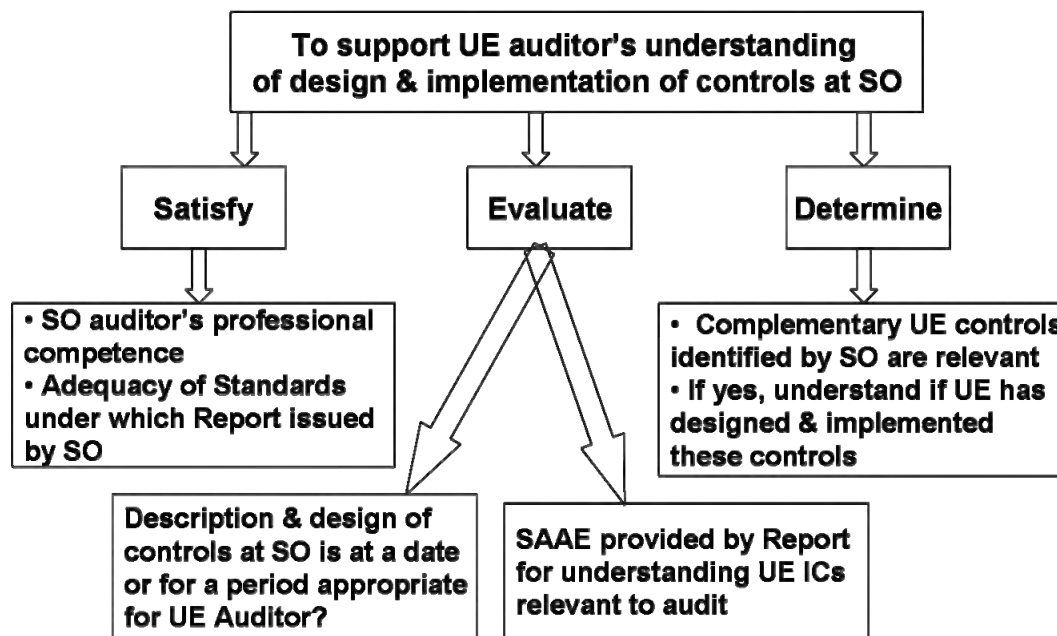 To support UE auditor's understanding
of design & implementation of controls at SO
Satisfy
Evaluate
Determine
• SO auditor's professional
competence
• Adequacy of Standards
under which Report issued
by SO
• Complementary UE controls
identified by SO are relevant
• If yes, understand if UE has
designed & implemented
these controls
Description & design of
controls at SO is at a date
or for a period appropriate
for UE Auditor?
SAAE provided by Report
for understanding UE ICs
relevant to audit